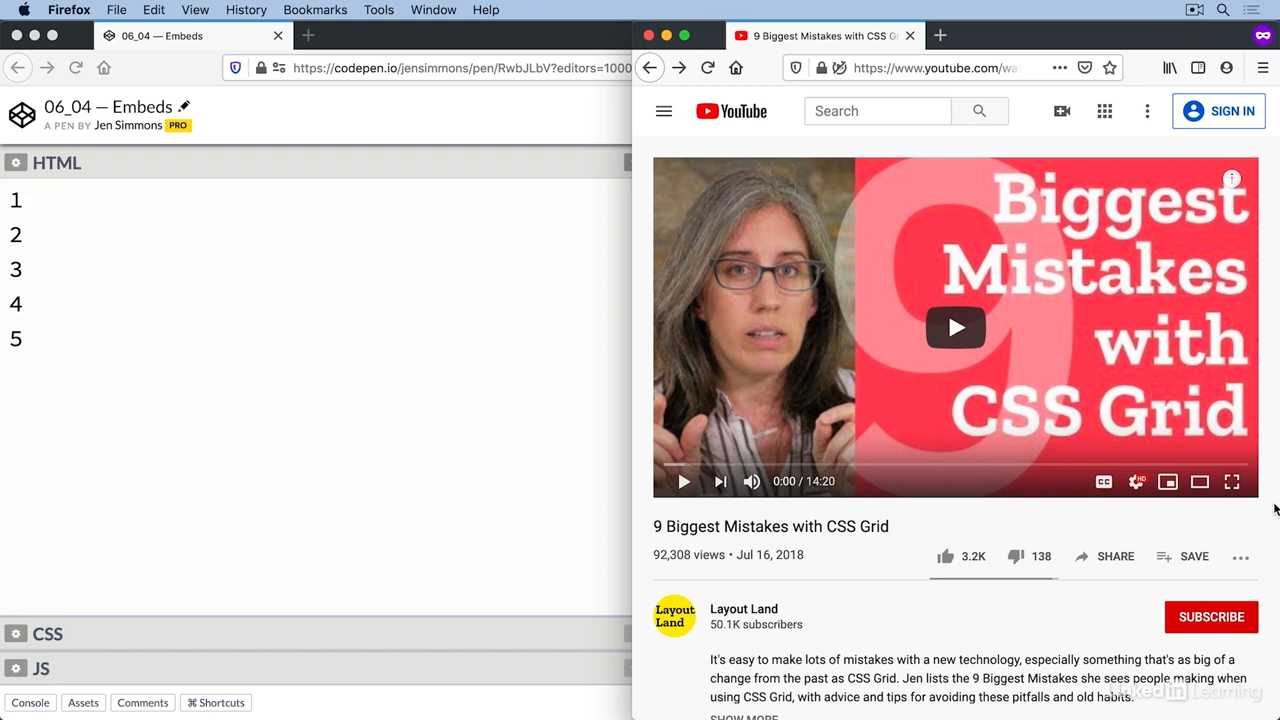 Firefox File Edit View History Bookmarks Tools Window Help
06_04 — Embeds
https://codepen.io/jensimmons/pen/RwbJLbV?editors=1000
06_04 — Embeds
A PEN BY Jen Simmons PRO
HTML
1
2
3
4
5
CSS
JS
Console Assets Comments ⌘ Shortcuts
9 Biggest Mistakes with CSS Gr
https://www.youtube.com/wa
YouTube Search SIGN IN
9
Biggest
Mistakes
with
CSS Grid
0:00 / 14:20 CC HD
9 Biggest Mistakes with CSS Grid
92,308 views • Jul 16, 2018 3.2K 138 SHARE SAVE
Layout Land
Layout Land
50.1K subscribers
SUBSCRIBE
It's easy to make lots of mistakes with a new technology, especially something that's as big of a
change from the past as CSS Grid. Jen lists the 9 Biggest Mistakes she sees people making when
using CSS Grid, with advice and tips for avoiding these pitfalls and old habits.
SHOW MORE
LinkedIn Learning